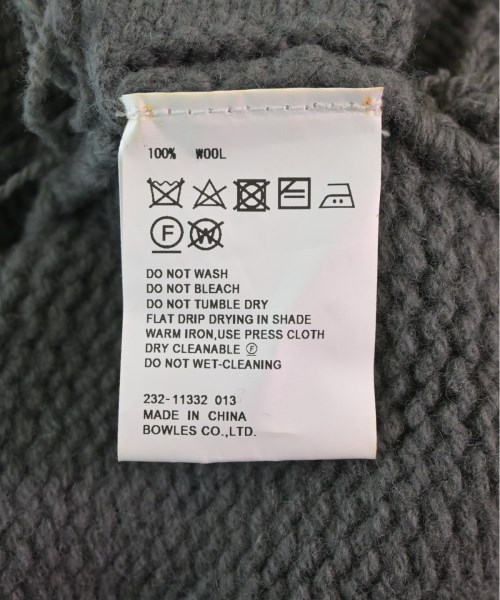 100% WOOL
F W
DO NOT WASH
DO NOT BLEACH
DO NOT TUMBLE DRY
FLAT DRIP DRYING IN SHADE
WARM IRON,USE PRESS CLOTH
DRY CLEANABLE Ⓕ
DO NOT WET-CLEANING
232-11332 013
MADE IN CHINA
BOWLES CO.,LTD.